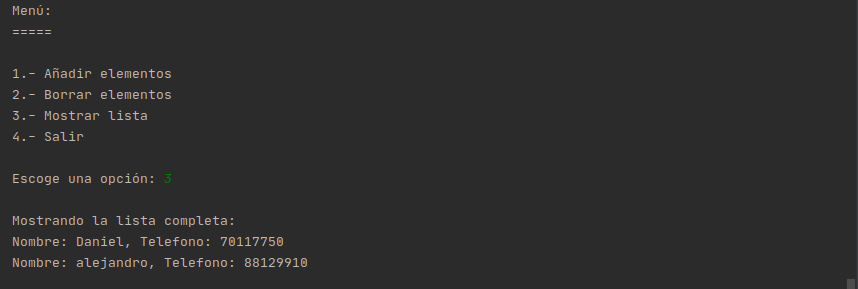 Menú:
=====
1.- Añadir elementos
2.- Borrar elementos
3.- Mostrar lista
4.- Salir
Escoge una opción: 3
Mostrando la lista completa:
Nombre: Daniel, Telefono: 70117750
Nombre: alejandro, Telefono: 88129910